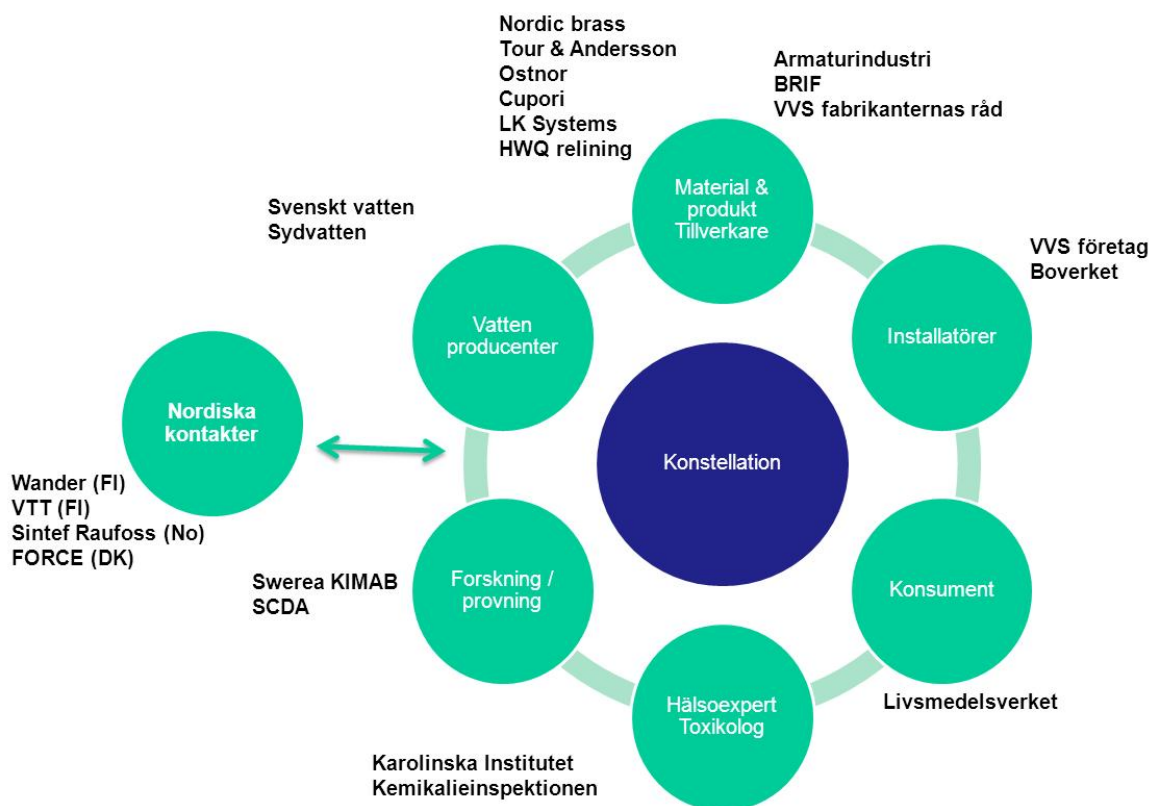 Nordic brass
Tour & Andersson
Ostnor
Cupori
LK Systems
HWQ relining
Armaturindustri
BRIF
VVS fabrikanternas råd
Material &
produkt
Tillverkare
Svenskt vatten
Sydvatten
VVS företag
Boverket
Vatten
producenter
Installatörer
Nordiska
kontakter
Konstellation
Wander (FI)
VTT (FI)
Sintef Raufoss (No)
FORCE (DK)
Swerea KIMAB
SCDA
Forskning /
provning
Konsument
Livsmedelsverket
Hälsoexpert
Toxikolog
Karolinska Institutet
Kemikalieinspektionen